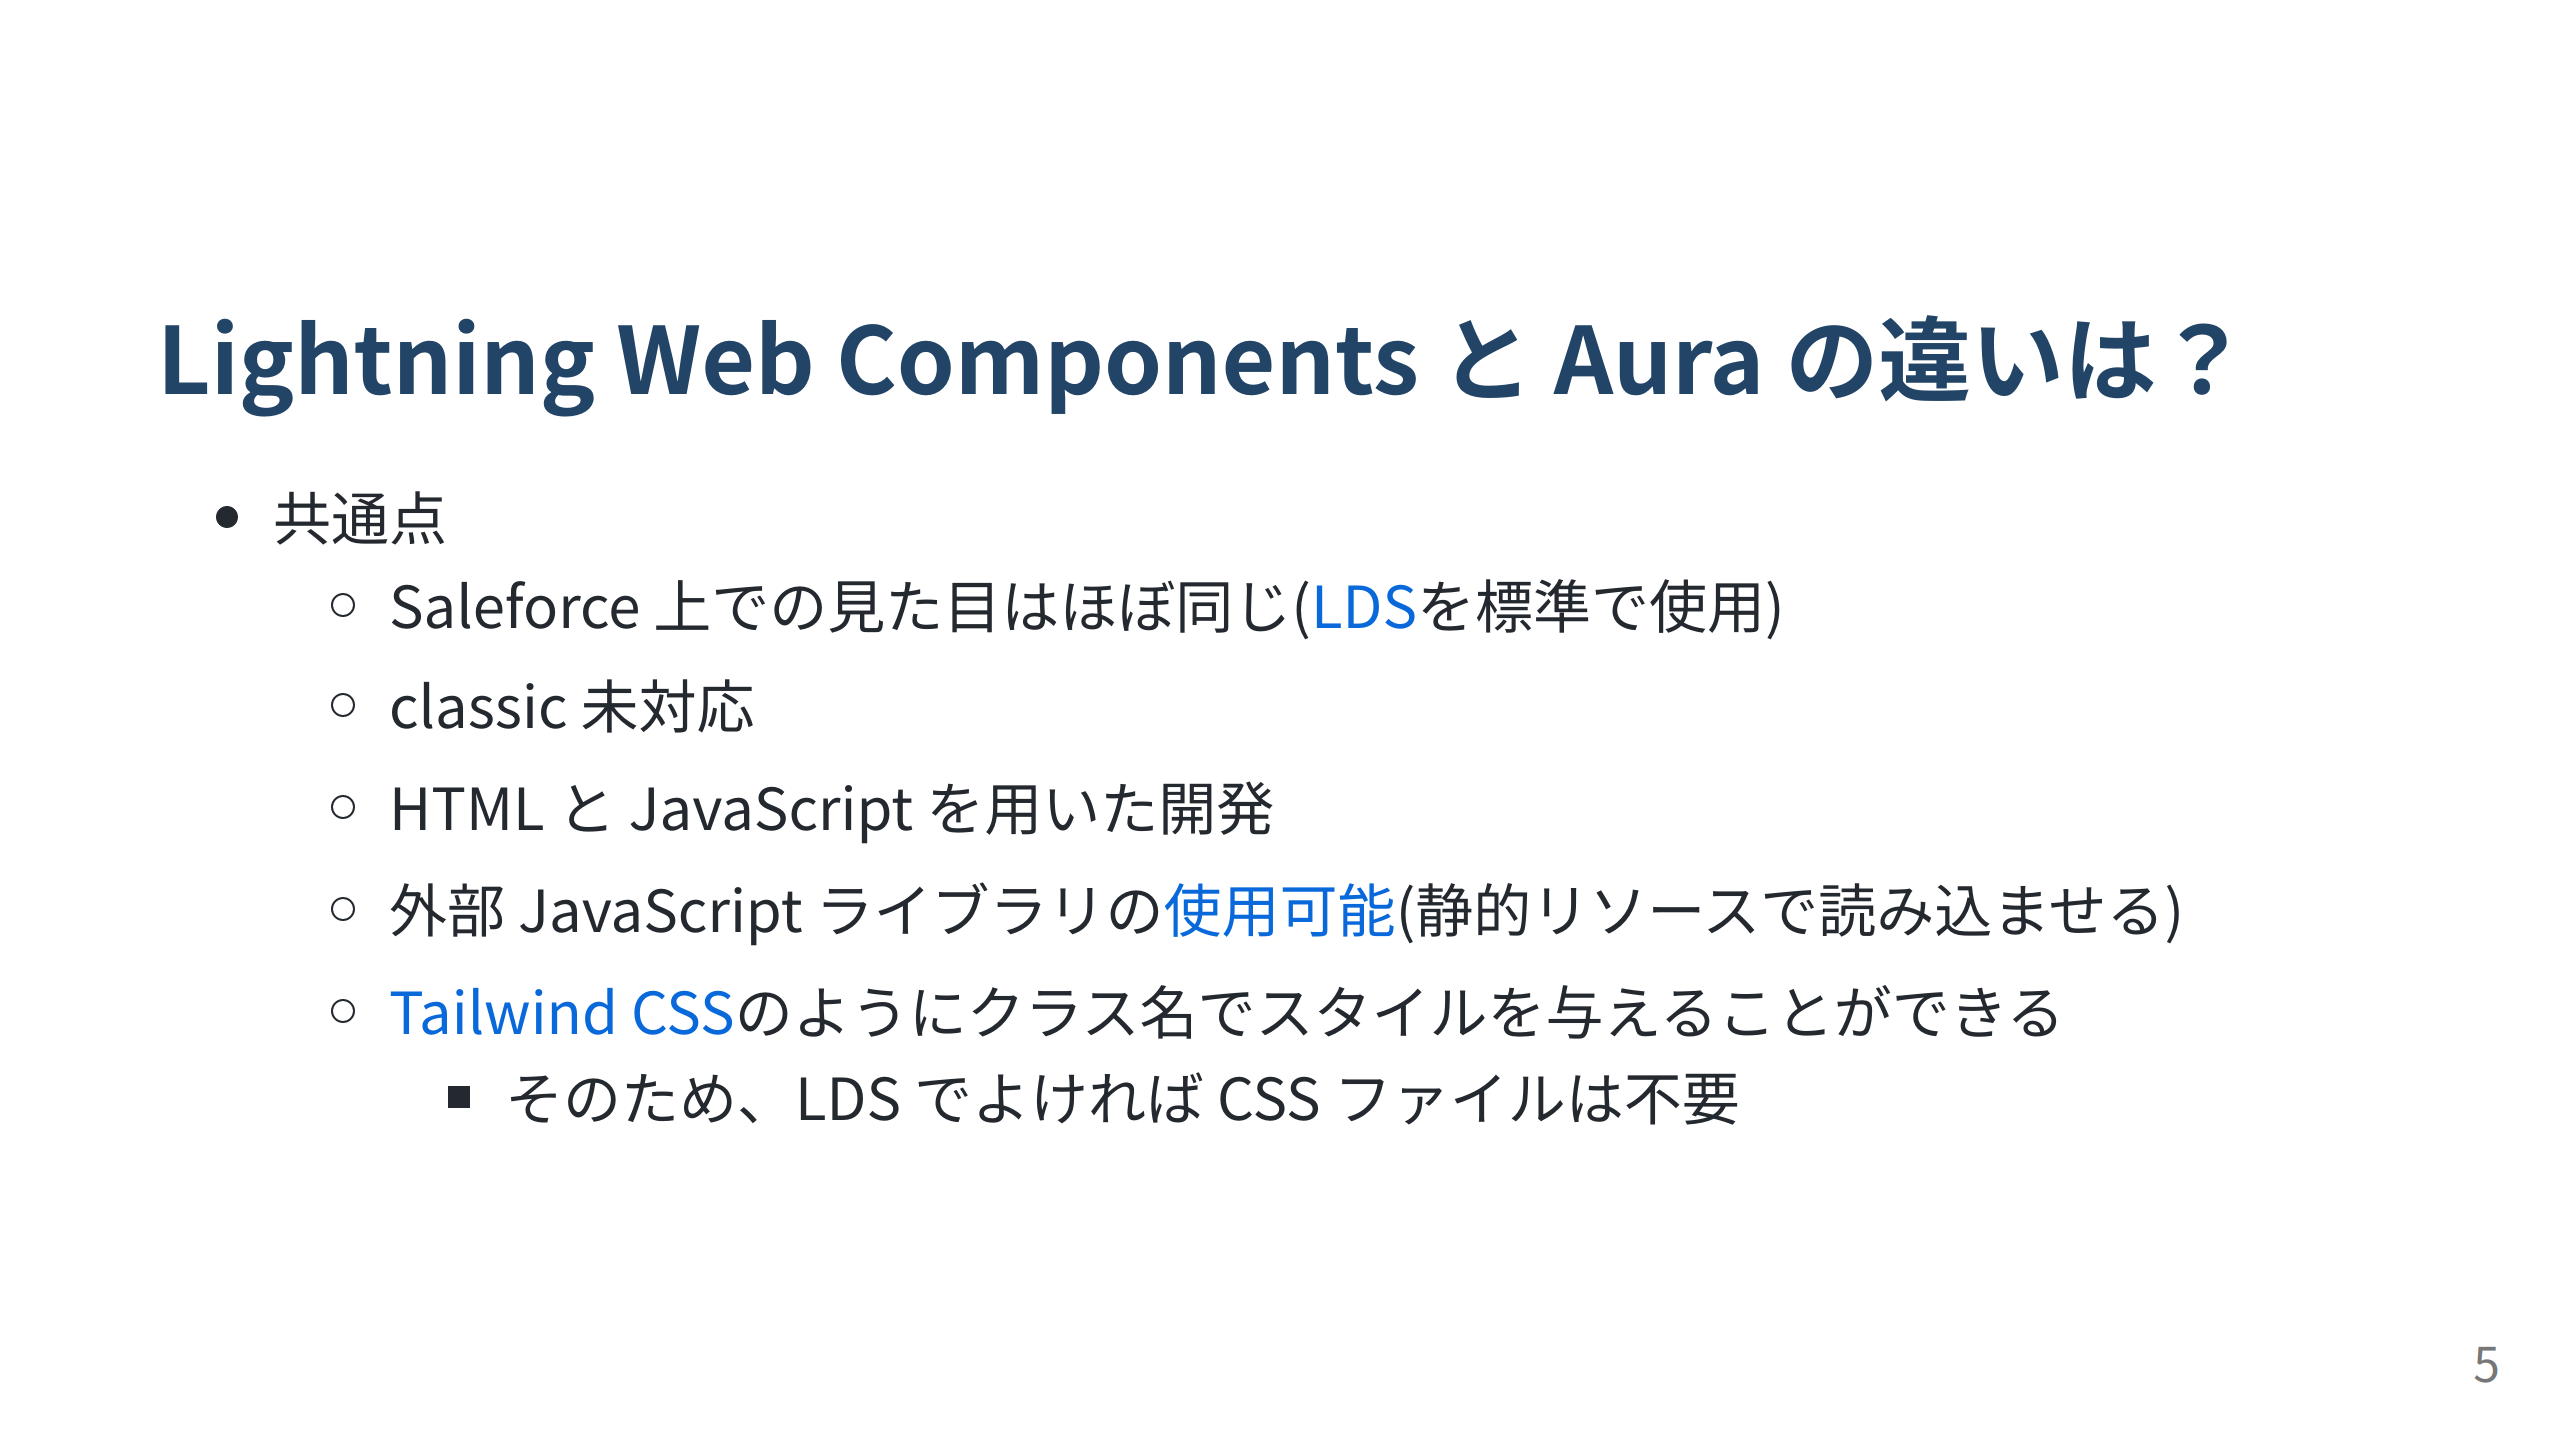 Lightning Web Components と Aura の違いは？
共通点
Saleforce 上での見た目はほぼ同じ(LDSを標準で使用)
classic 未対応
HTML と JavaScript を用いた開発
外部 JavaScript ライブラリの使用可能(静的リソースで読み込ませる)
Tailwind CSSのようにクラス名でスタイルを与えることができる
そのため、LDS でよければ CSS ファイルは不要
5